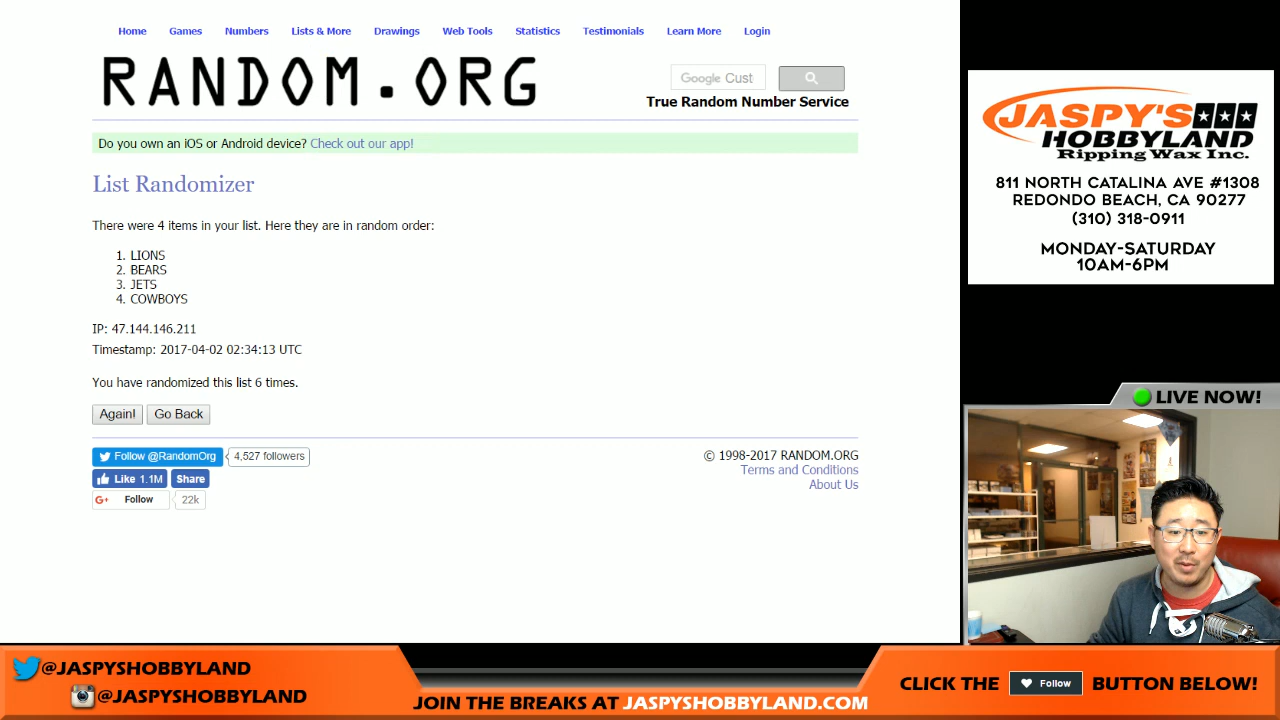 Home Games Numbers Lists & More Drawings Web Tools Statistics Testimonials Learn More Login
RANDOM.ORG
Google Cust
True Random Number Service
Do you own an iOS or Android device? Check out our app!
List Randomizer
There were 4 items in your list. Here they are in random order:
1. LIONS
2. BEARS
3. JETS
4. COWBOYS
IP: 47.144.146.211
Timestamp: 2017-04-02 02:34:13 UTC
You have randomized this list 6 times.
Again! Go Back
Follow @RandomOrg 4,527 followers
Like 1.1M Share
G+ Follow 22k
© 1998-2017 RANDOM.ORG
Terms and Conditions
About Us
JASPY'S
HOBBYLAND
Ripping Wax Inc.
811 NORTH CATALINA AVE #1308
REDONDO BEACH, CA 90277
(310) 318-0911
MONDAY-SATURDAY
10AM-6PM
LIVE NOW!
@JASPYSHOBBYLAND
@JASPYSHOBBYLAND
JOIN THE BREAKS AT JASPYSHOBBYLAND.COM
CLICK THE Follow BUTTON BELOW!